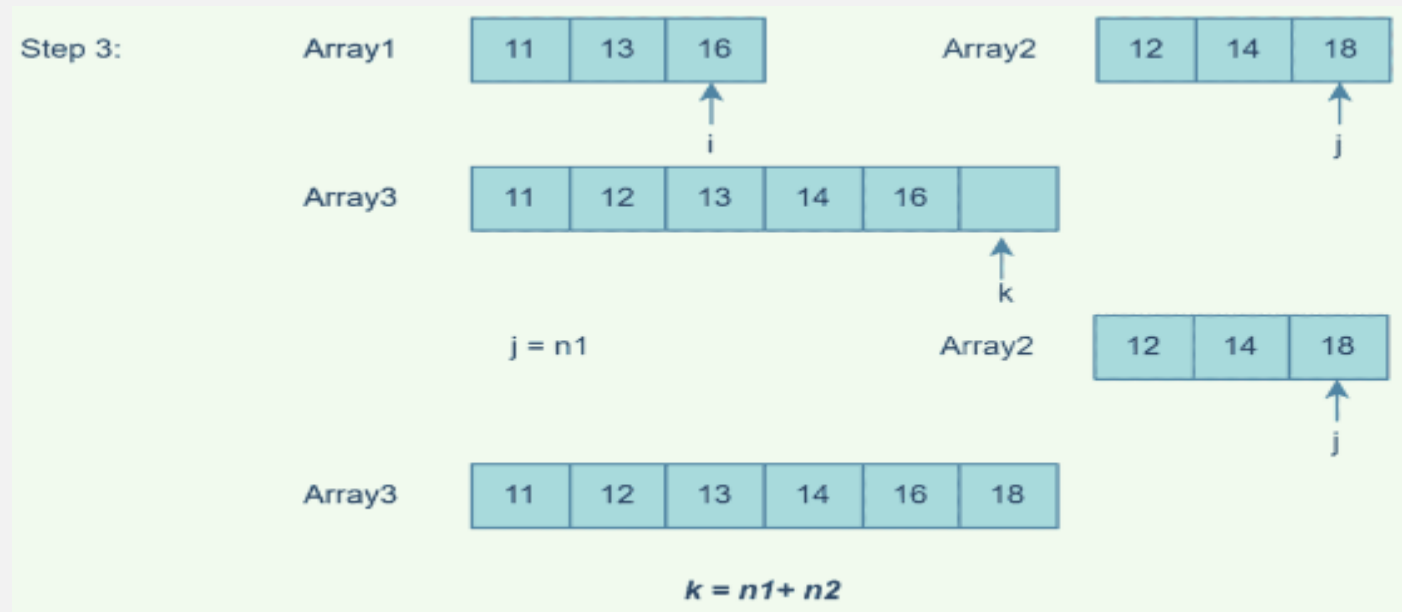 Step 3: Array1 11 13 16 Array2 12 14 18
i j
Array3 11 12 13 14 16
k
j = n1 Array2 12 14 18
j
Array3 11 12 13 14 16 18
k = n1+ n2